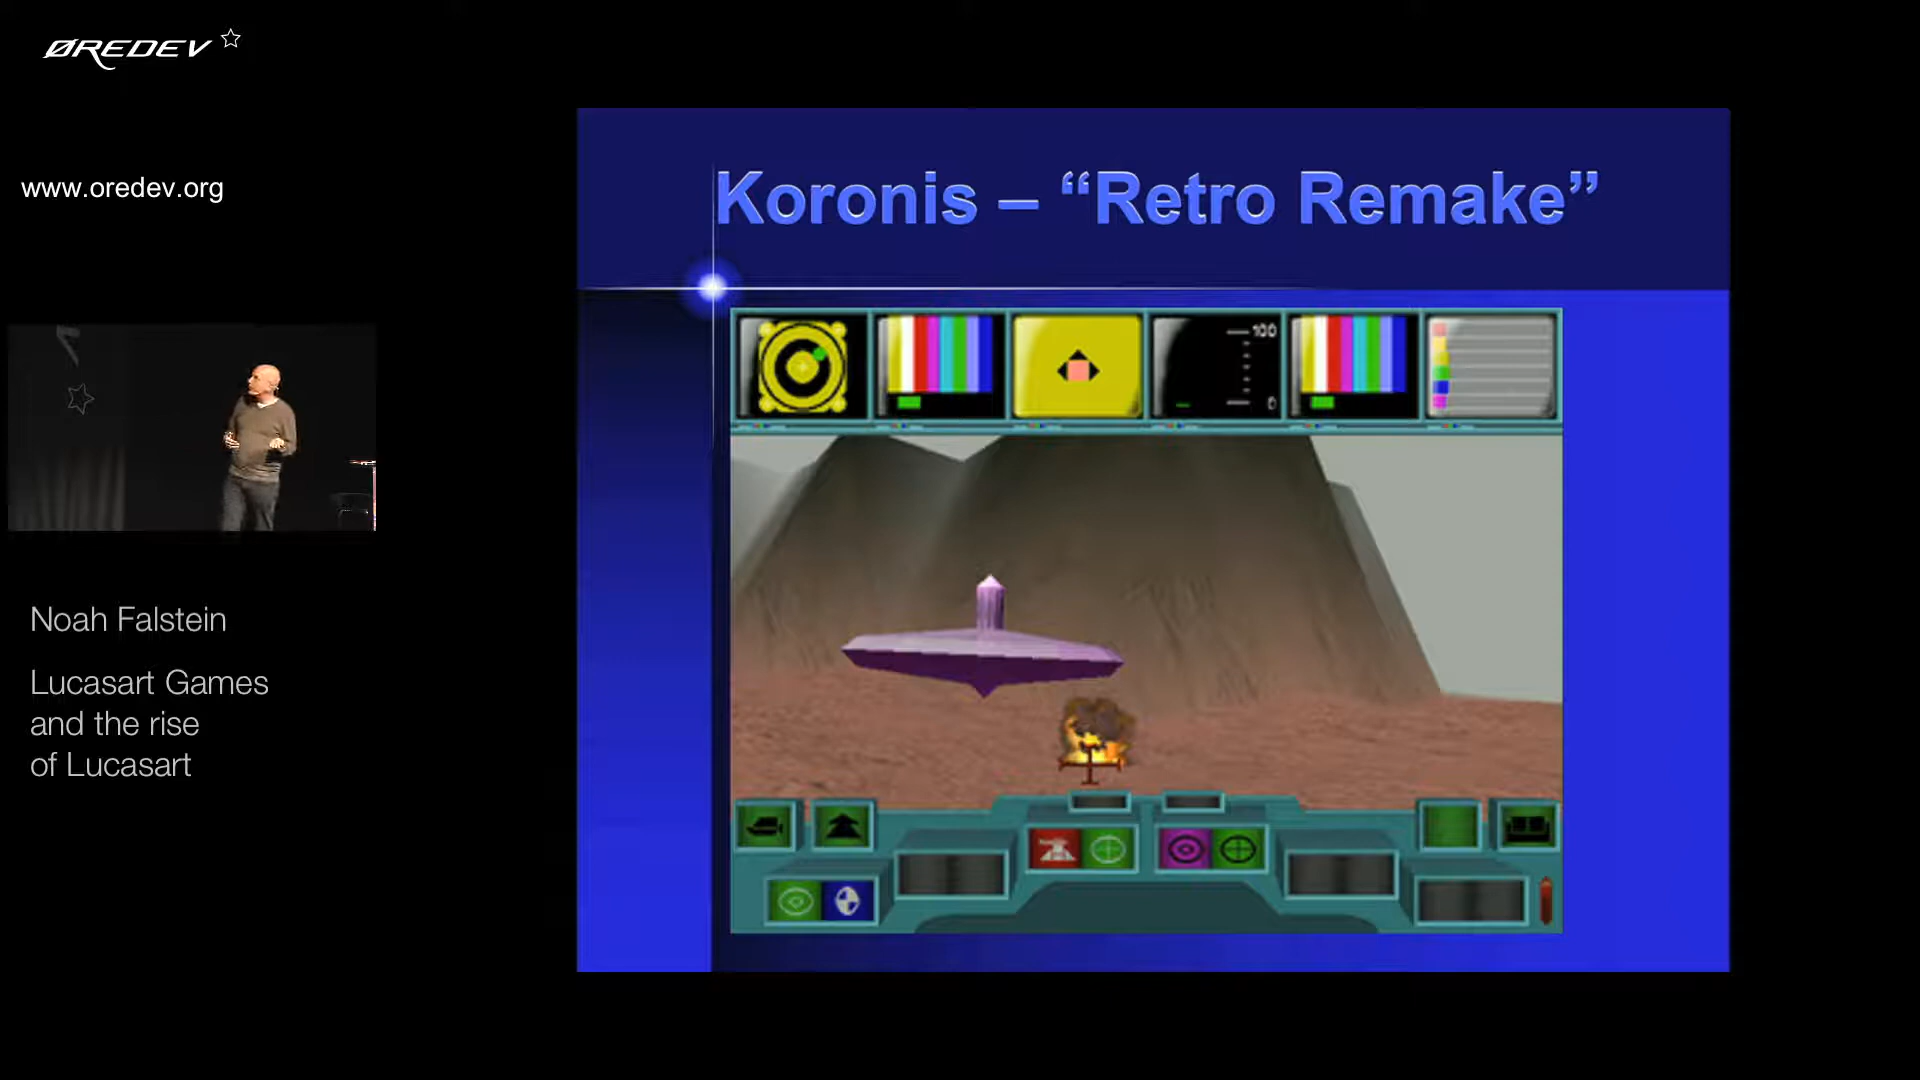 ØREDEV
www.oredev.org
Koronis – “Retro Remake”
100
0
Noah Falstein
Lucasart Games
and the rise
of Lucasart